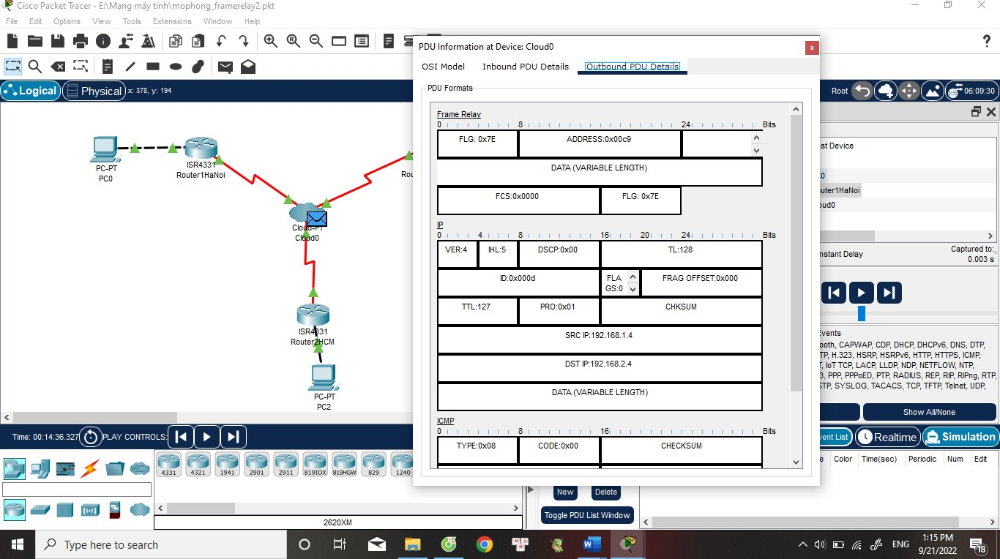 Cisco Packet Tracer - E:\Mạng máy tính\mophong_framerelay2.pkt
File Edit Options View Tools Extensions Window Help
Logical Physical x: 378, y: 194
Root 06:09:30
PC-PT
PC0
ISR4331
Router1HaNoi
Rou
Cloud-PT
Cloud0
ISR4331
Router2HCM
PC-PT
PC2
PDU Information at Device: Cloud0
OSI Model Inbound PDU Details Outbound PDU Details
PDU Formats
Frame Relay
0 8 24 Bits
FLG: 0x7E ADDRESS:0x00c9
DATA (VARIABLE LENGTH)
FCS:0x0000 FLG: 0x7E
IP
0 4 8 16 20 24 Bits
VER:4 IHL:5 DSCP:0x00 TL:128
ID:0x000d FLA
GS:0 FRAG OFFSET:0x000
TTL:127 PRO:0x01 CHKSUM
SRC IP:192.168.1.4
DST IP:192.168.2.4
DATA (VARIABLE LENGTH)
ICMP
0 8 16 Bits
TYPE:0x08 CODE:0x00 CHECKSUM
st Device
0
uter1HaNoi
oud0
nstant Delay Captured to:
0.003 s
Events
ooth, CAPWAP, CDP, DHCP, DHCPv6, DNS, DTP,
TP, H.323, HSRP, HSRPv6, HTTP, HTTPS, ICMP,
T, IoT TCP, LACP, LLDP, NDP, NETFLOW, NTP,
3, PPP, PPPoED, PTP, RADIUS, REP, RIP, RIPng, RTP,
STP, SYSLOG, TACACS, TCP, TFTP, Telnet, UDP,
Show All/None
Time: 00:14:36.327 PLAY CONTROLS:
vent List Realtime Simulation
4331 4321 1941 2901 2911 819IOX 819HGW 829 1240
2620XM
New Delete
Toggle PDU List Window
e Color Time(sec) Periodic Num Edit
Type here to search
ENG
1:15 PM
9/21/2022
18